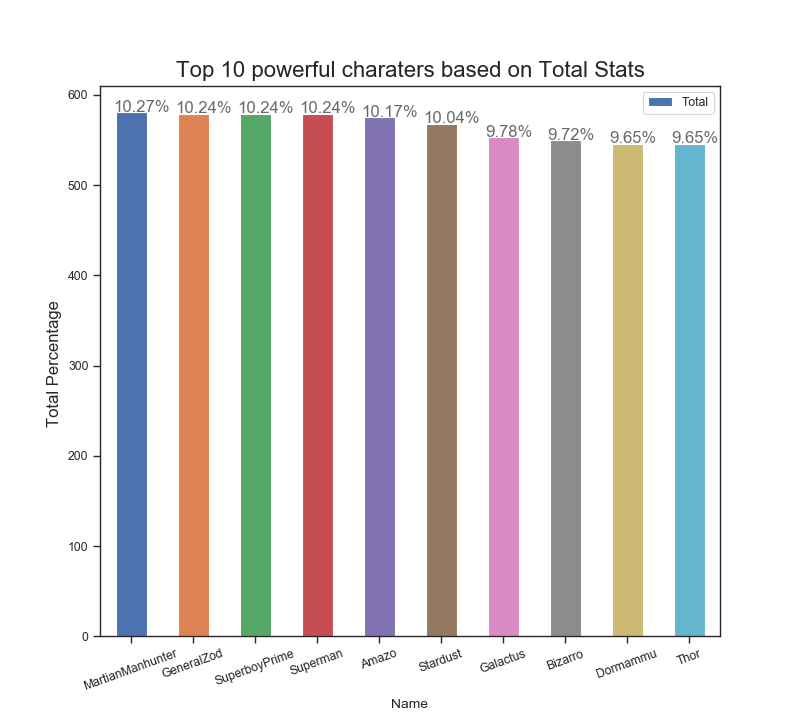 Top 10 powerful charaters based on Total Stats
Total
10.27%
10.24%
10.24%
10.24%
10.17%
10.04%
9.78%
9.72%
9.65%
9.65%
600
500
400
300
200
100
0
Total Percentage
MartianManhunter
GeneralZod
SuperboyPrime
Superman
Amazo
Stardust
Galactus
Bizarro
Dormammu
Thor
Name